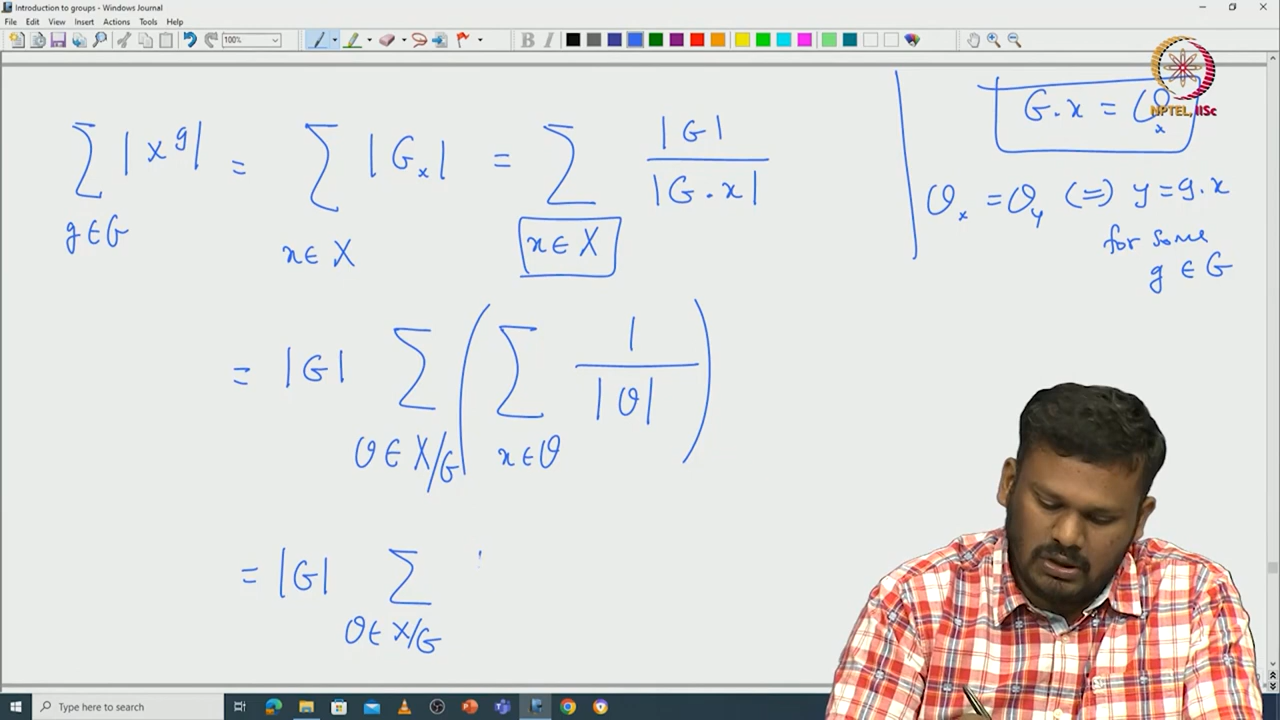 Introduction to groups - Windows Journal
File Edit View Insert Actions Tools Help
100%
B I
NPTEL, IISc
∑_{g∈G} |X^g| = ∑_{x∈X} |G_x| = ∑_{x∈X} |G| / |G·x|
= |G| ∑_{O∈X/G} ( ∑_{x∈O} 1 / |O| )
= |G| ∑_{O∈X/G}
G·x = O_x
O_x = O_y (=) y = g·x
for some
g ∈ G
Type here to search